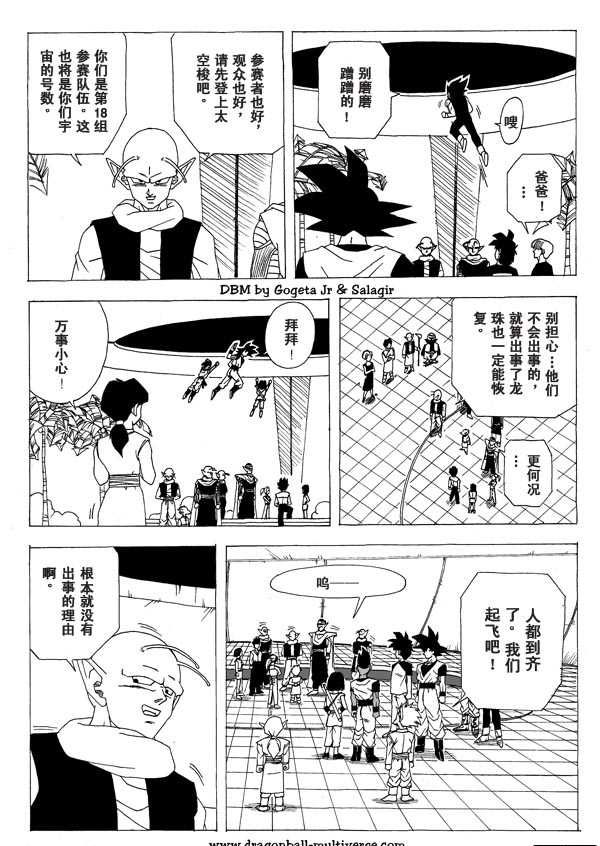 你们是第18组
参赛队伍。这
也将是你们宇
宙的号数。
参赛者也好，
观众也好，
请先登上太
空梭吧。
别磨磨
蹭蹭的！
嗖
爸爸！
…
DBM by Gogeta Jr & Salagir
万事小心！
拜拜！
别担心…他们
不会出事的，
就算出事了龙
珠也一定能恢
复。
更何况
…
根本就没有
出事的理由
啊。
呜——
人都到齐
了。我们
起飞吧！
www.dragonball-multiverse.com